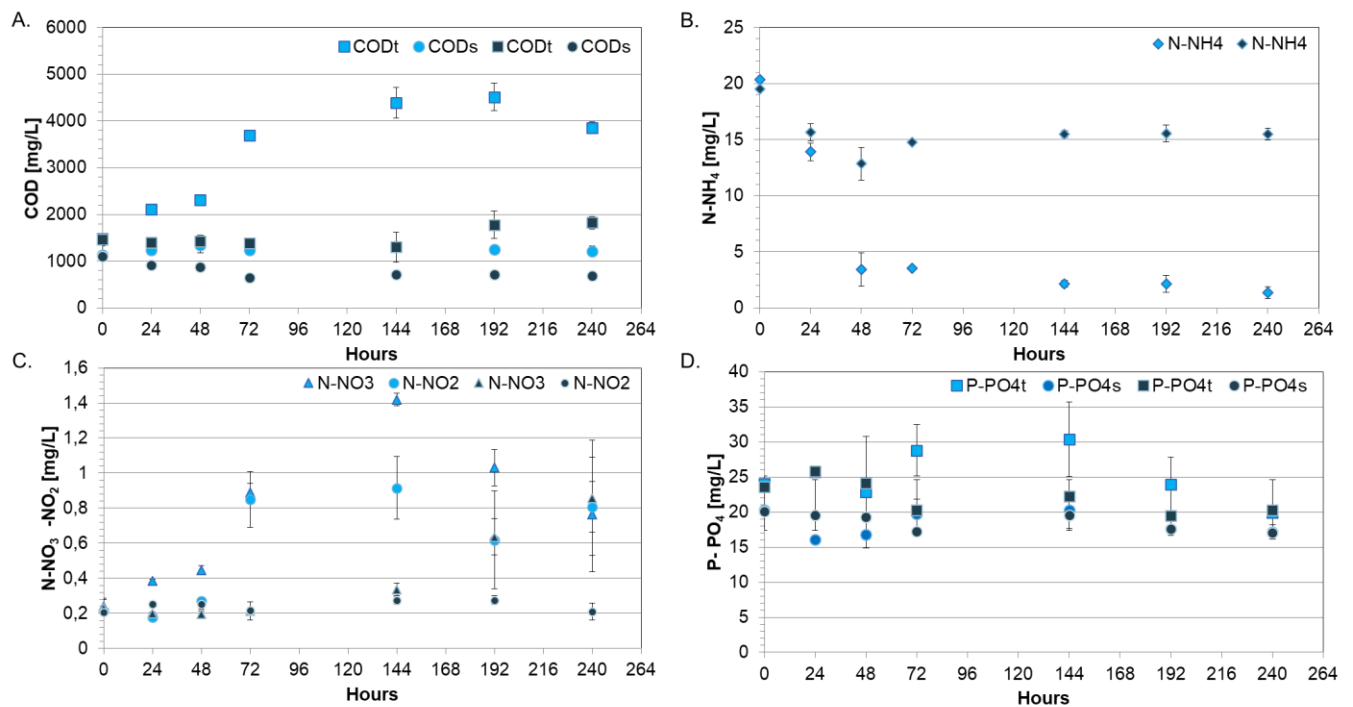 A.
COD [mg/L]
6000
5000
4000
3000
2000
1000
0
CODt CODs CODt CODs
0 24 48 72 96 120 144 168 192 216 240 264
Hours
B.
N-NH4 [mg/L]
25
20
15
10
5
0
N-NH4 N-NH4
0 24 48 72 96 120 144 168 192 216 240 264
Hours
C.
N-NO3 -NO2 [mg/L]
1,6
1,4
1,2
1
0,8
0,6
0,4
0,2
0
N-NO3 N-NO2 N-NO3 N-NO2
0 24 48 72 96 120 144 168 192 216 240 264
Hours
D.
P- PO4 [mg/L]
40
35
30
25
20
15
10
5
0
P-PO4t P-PO4s P-PO4t P-PO4s
0 24 48 72 96 120 144 168 192 216 240 264
Hours